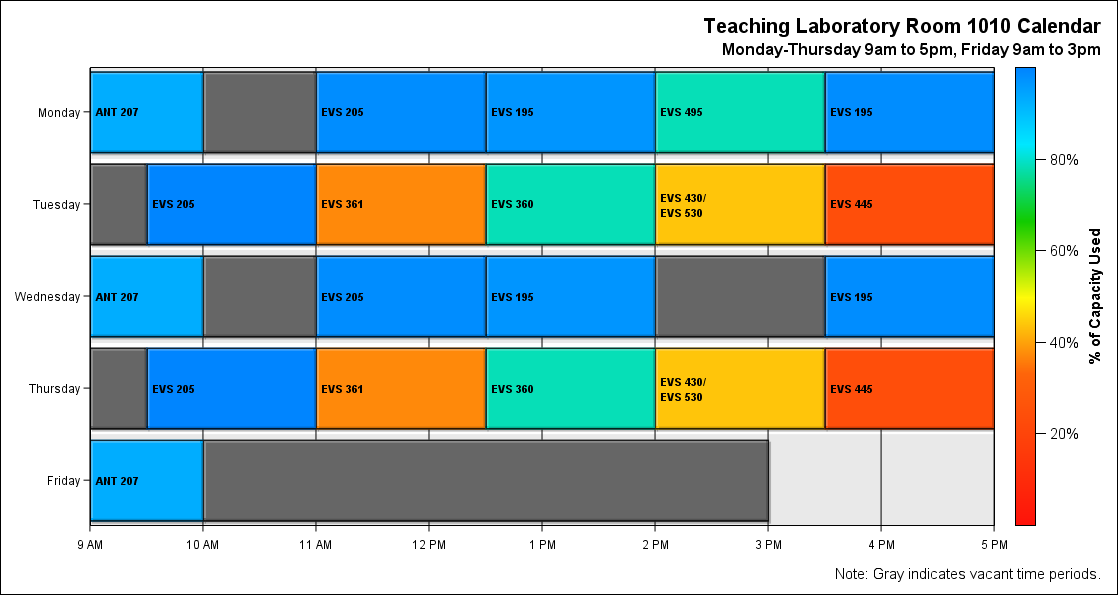 Teaching Laboratory Room 1010 Calendar
Monday-Thursday 9am to 5pm, Friday 9am to 3pm
Monday
ANT 207
EVS 205
EVS 195
EVS 495
EVS 195
Tuesday
EVS 205
EVS 361
EVS 360
EVS 430/
EVS 530
EVS 445
Wednesday
ANT 207
EVS 205
EVS 195
EVS 195
Thursday
EVS 205
EVS 361
EVS 360
EVS 430/
EVS 530
EVS 445
Friday
ANT 207
9 AM
10 AM
11 AM
12 PM
1 PM
2 PM
3 PM
4 PM
5 PM
80%
60%
40%
20%
% of Capacity Used
Note: Gray indicates vacant time periods.